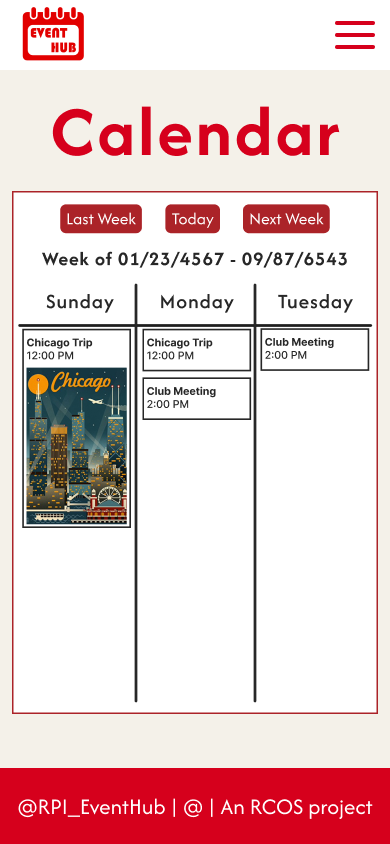 EVENT
HUB
Calendar
Last Week Today Next Week
Week of 01/23/4567 - 09/87/6543
Sunday Monday Tuesday
Chicago Trip
12:00 PM
Chicago
Chicago Trip
12:00 PM
Club Meeting
2:00 PM
Club Meeting
2:00 PM
@RPI_EventHub | @ | An RCOS project